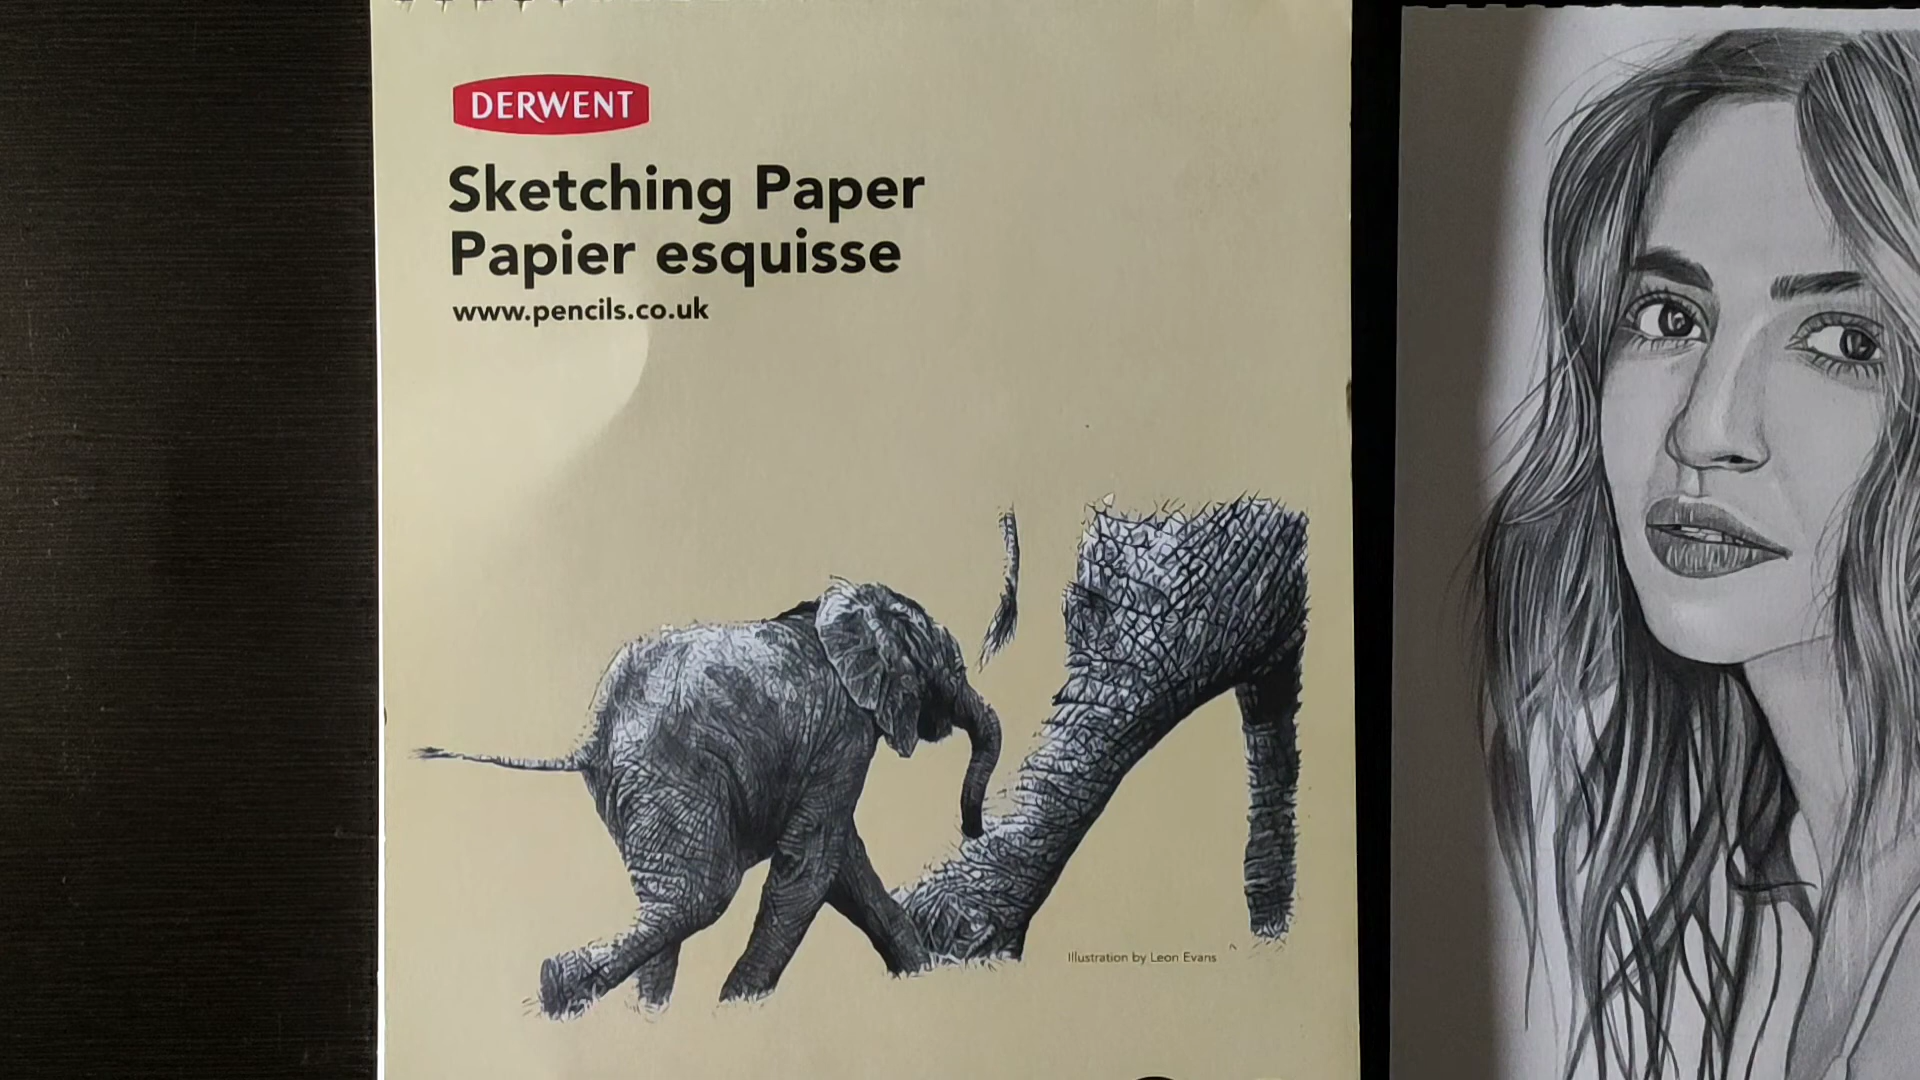 DERWENT
Sketching Paper
Papier esquisse
www.pencils.co.uk
Illustration by Leon Evans